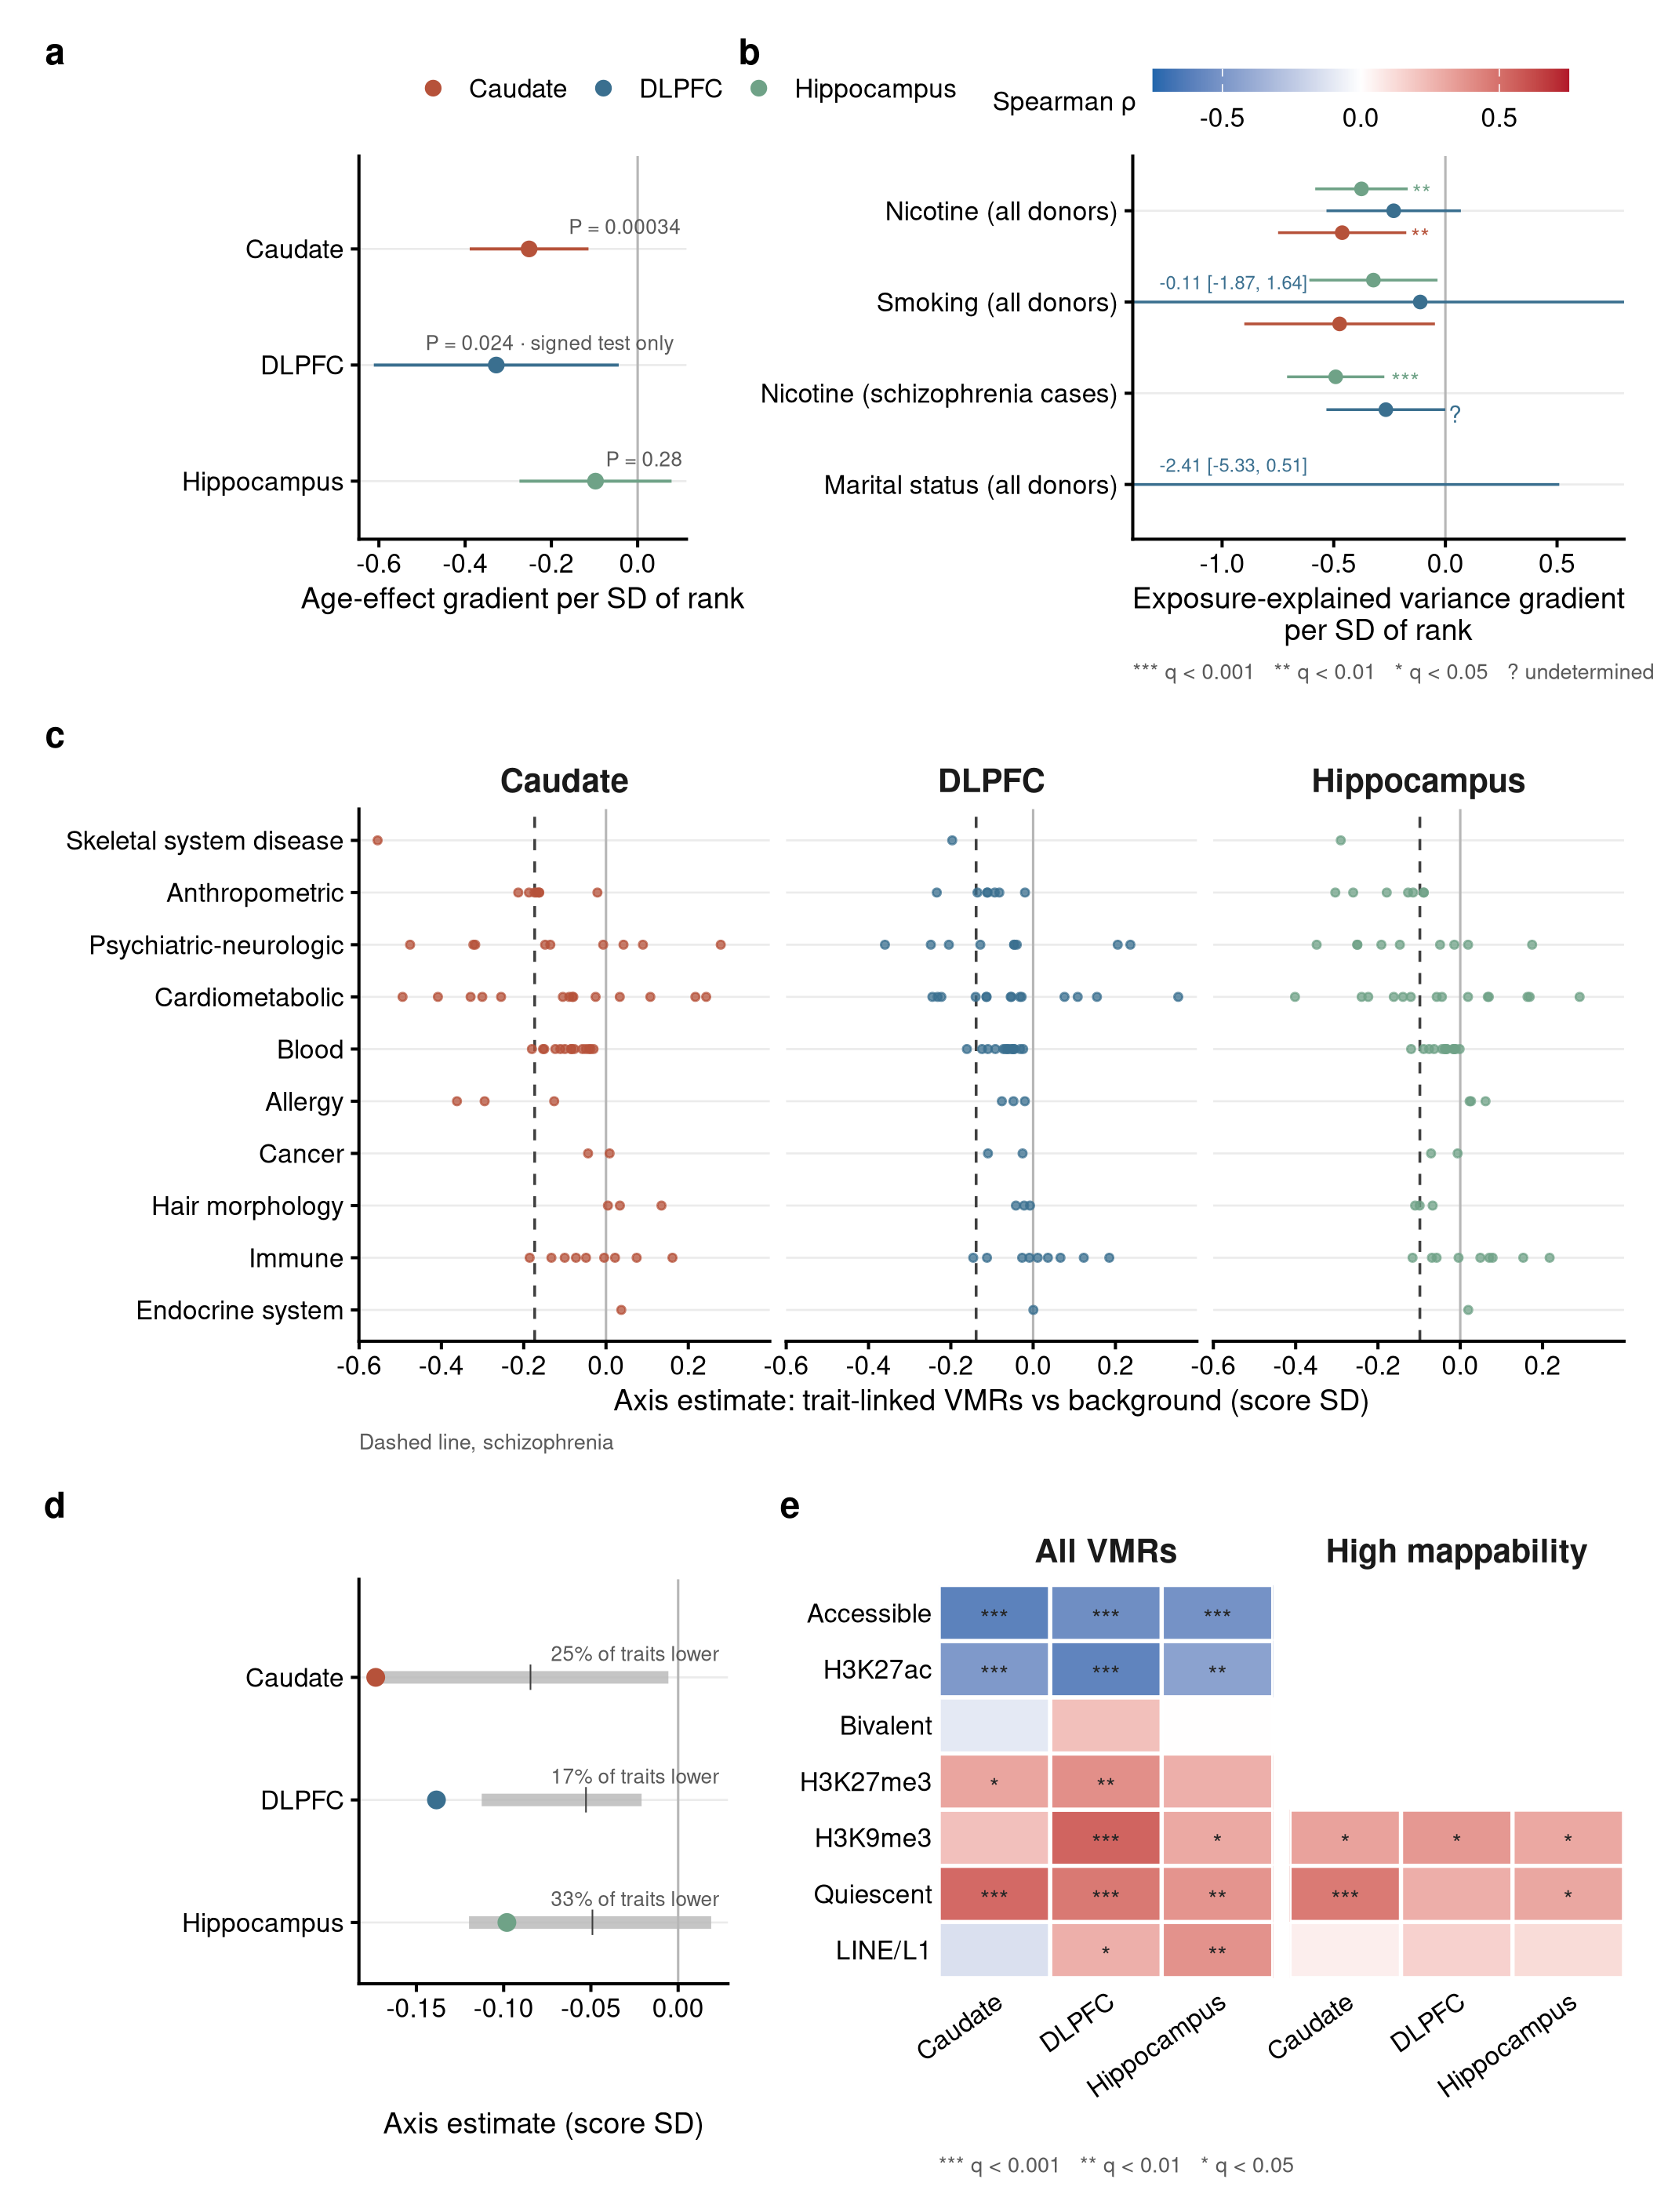 a
Caudate DLPFC Hippocampus
Caudate
DLPFC
Hippocampus
P = 0.00034
P = 0.024 · signed test only
P = 0.28
-0.6 -0.4 -0.2 0.0
Age-effect gradient per SD of rank
b
Spearman ρ
-0.5 0.0 0.5
Nicotine (all donors)
**
**
Smoking (all donors)
-0.11 [-1.87, 1.64]
Nicotine (schizophrenia cases)
***
?
Marital status (all donors)
-2.41 [-5.33, 0.51]
-1.0 -0.5 0.0 0.5
Exposure-explained variance gradient
per SD of rank
*** q < 0.001 ** q < 0.01 * q < 0.05 ? undetermined
c
Caudate DLPFC Hippocampus
Skeletal system disease
Anthropometric
Psychiatric-neurologic
Cardiometabolic
Blood
Allergy
Cancer
Hair morphology
Immune
Endocrine system
-0.6 -0.4 -0.2 0.0 0.2 -0.6 -0.4 -0.2 0.0 0.2 -0.6 -0.4 -0.2 0.0 0.2
Axis estimate: trait-linked VMRs vs background (score SD)
Dashed line, schizophrenia
d
Caudate
25% of traits lower
DLPFC
17% of traits lower
Hippocampus
33% of traits lower
-0.15 -0.10 -0.05 0.00
Axis estimate (score SD)
e
All VMRs High mappability
Accessible *** *** ***
H3K27ac *** *** **
Bivalent
H3K27me3 * **
H3K9me3 *** * * * *
Quiescent *** *** ** *** *
LINE/L1 * **
Caudate DLPFC Hippocampus Caudate DLPFC Hippocampus
*** q < 0.001 ** q < 0.01 * q < 0.05